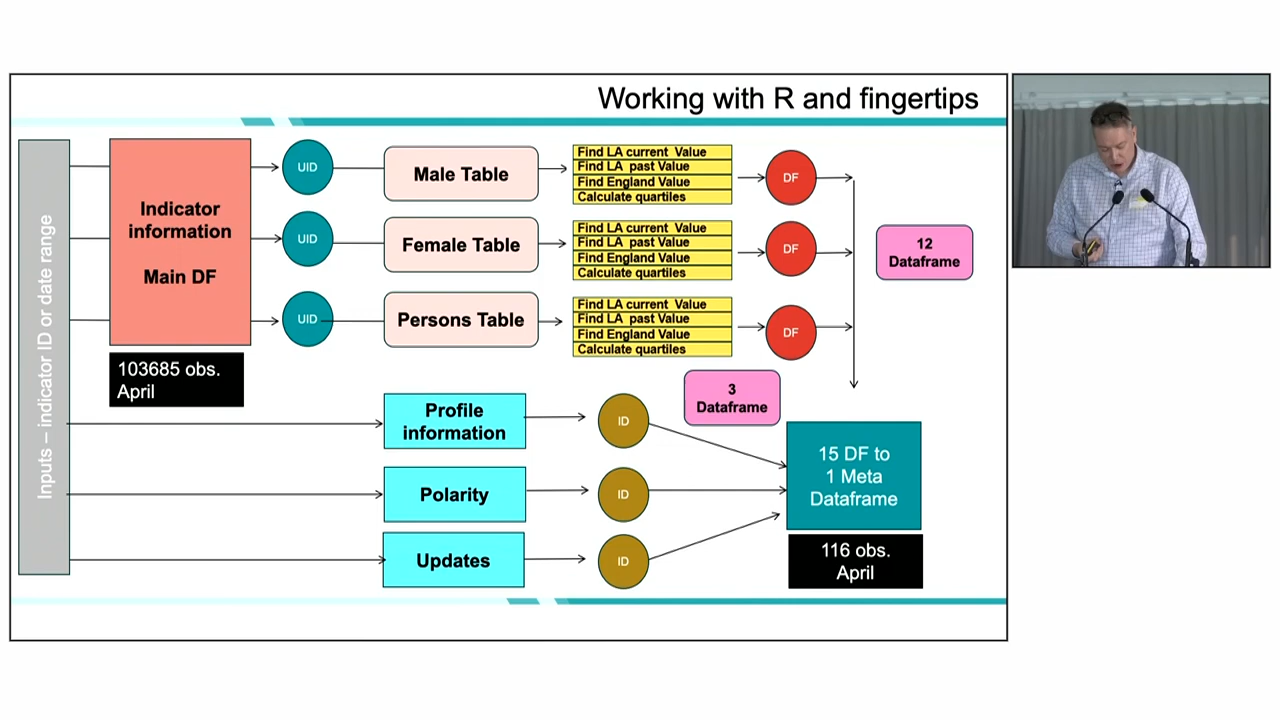 Working with R and fingertips
Inputs – indicator ID or date range
Indicator
information
Main DF
103685 obs.
April
UID
Male Table
Find LA current Value
Find LA past Value
Find England Value
Calculate quartiles
DF
UID
Female Table
Find LA current Value
Find LA past Value
Find England Value
Calculate quartiles
DF
12
Dataframe
UID
Persons Table
Find LA current Value
Find LA past Value
Find England Value
Calculate quartiles
DF
3
Dataframe
Profile
information
ID
Polarity
ID
Updates
ID
15 DF to
1 Meta
Dataframe
116 obs.
April